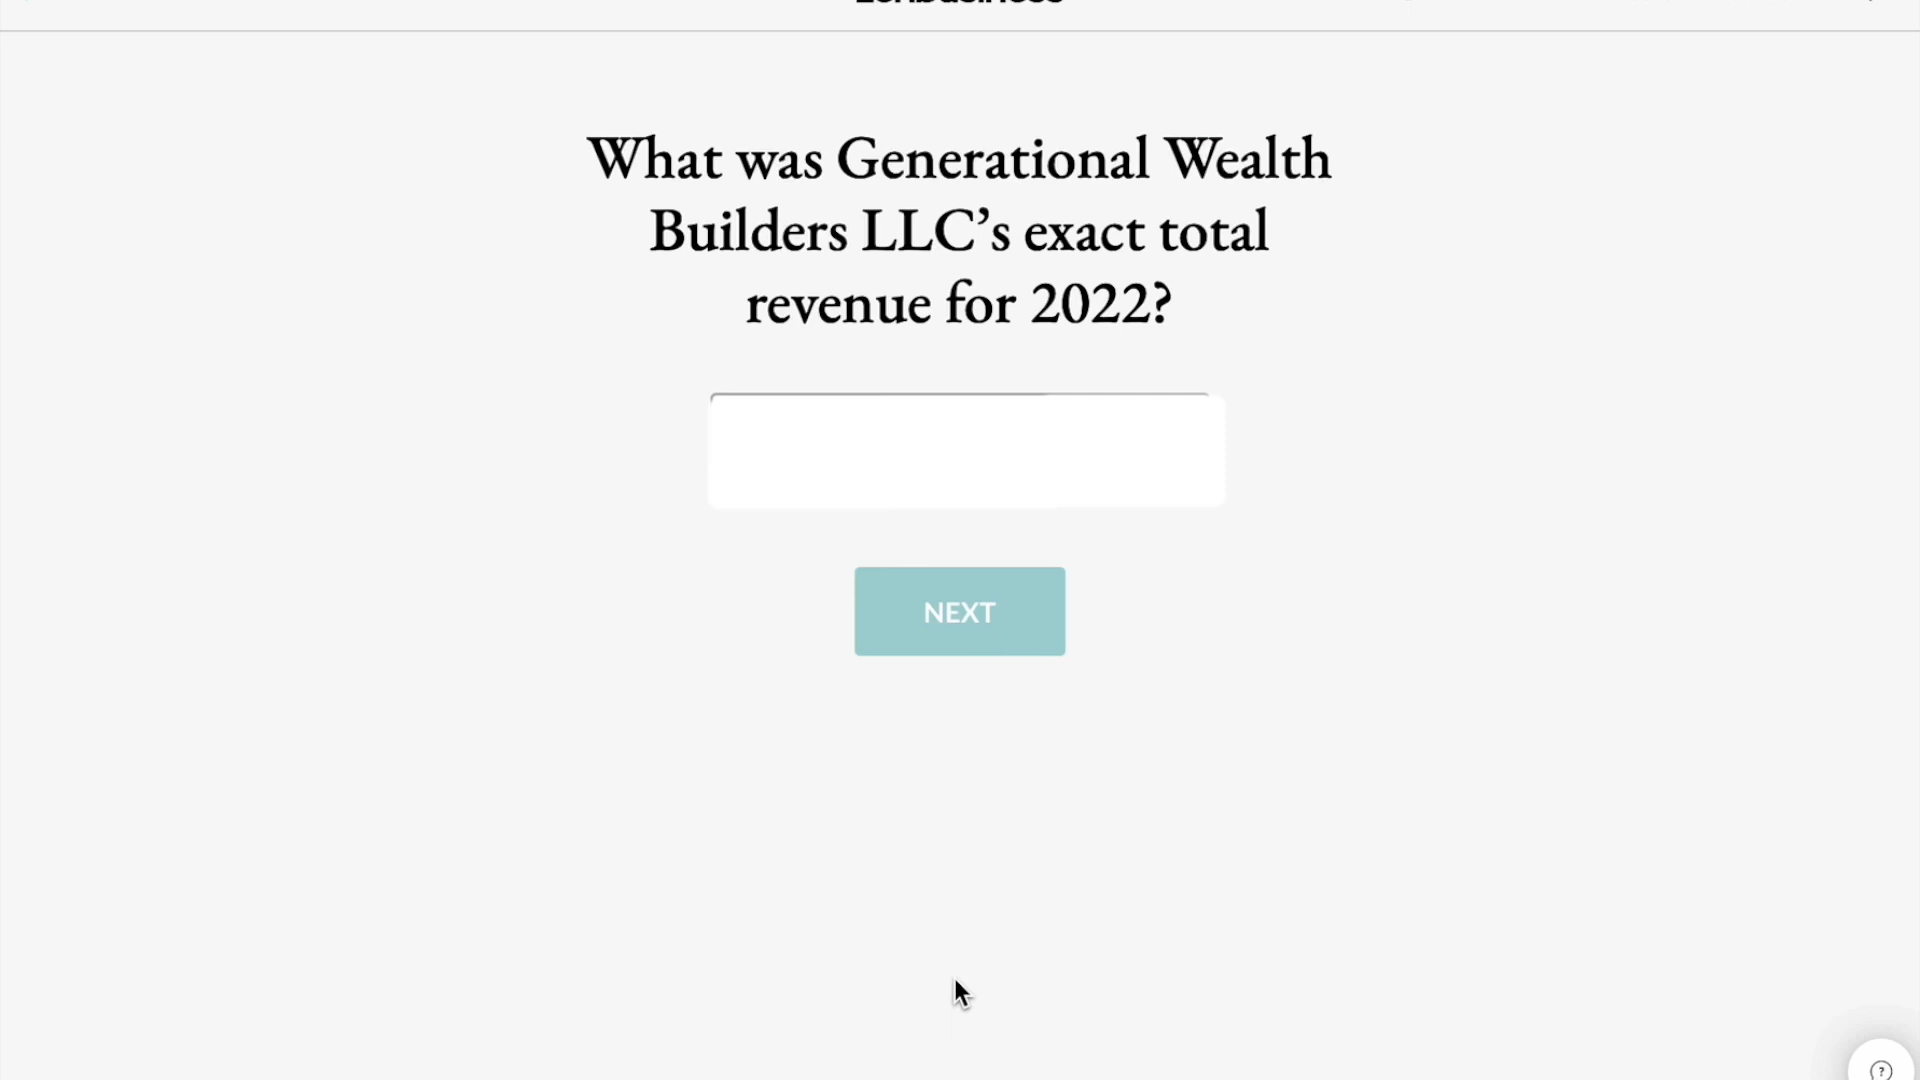 What was Generational Wealth
Builders LLC’s exact total
revenue for 2022?
NEXT
?